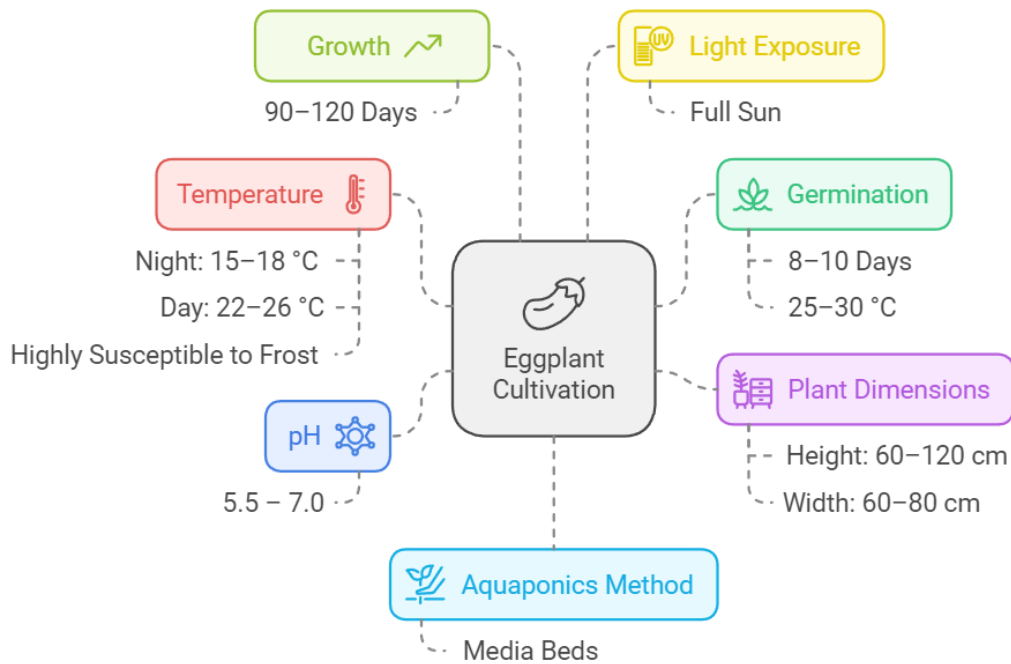 Growth
90–120 Days
Light Exposure
UV
Full Sun
Temperature
Night: 15–18 °C
Day: 22–26 °C
Highly Susceptible to Frost
Germination
8–10 Days
25–30 °C
Eggplant
Cultivation
pH
5.5 – 7.0
Plant Dimensions
Height: 60–120 cm
Width: 60–80 cm
Aquaponics Method
Media Beds